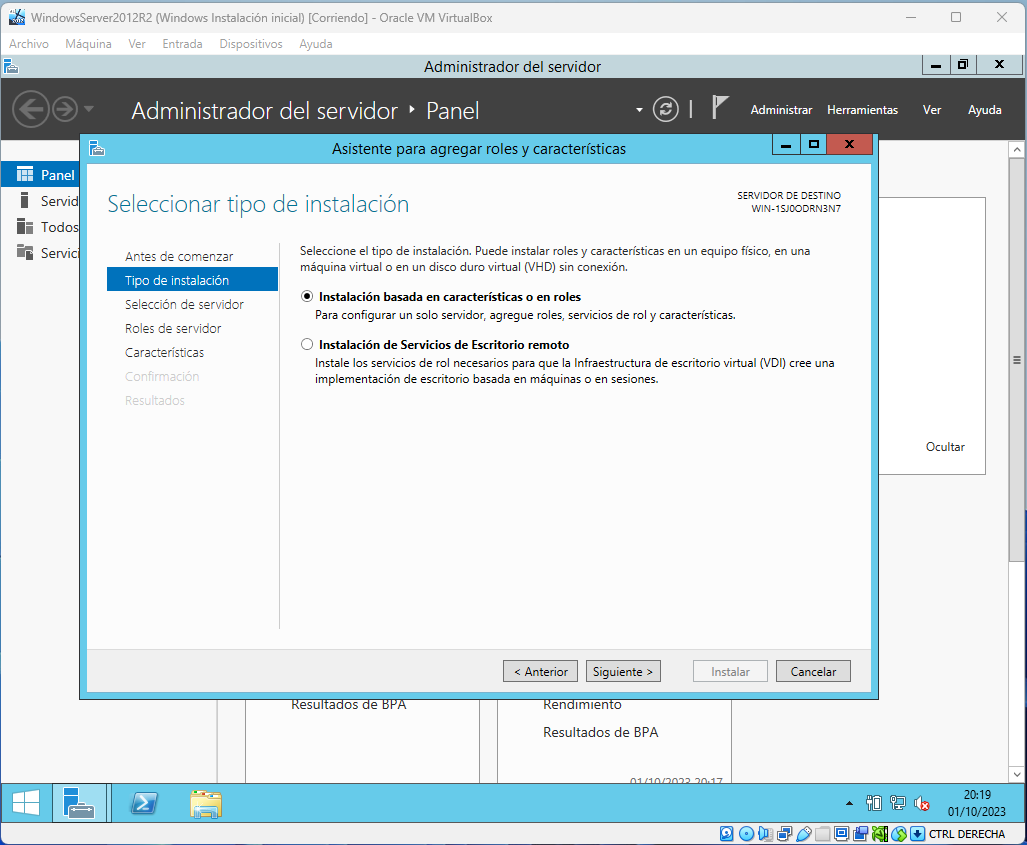 WindowsServer2012R2 (Windows Instalación inicial) [Corriendo] - Oracle VM VirtualBox
Archivo Máquina Ver Entrada Dispositivos Ayuda
Administrador del servidor
Administrador del servidor Panel
Administrar Herramientas Ver Ayuda
Asistente para agregar roles y características
Panel
Servid
Todos
Servici
Seleccionar tipo de instalación
SERVIDOR DE DESTINO
WIN-1SJ0ODRN3N7
Antes de comenzar
Tipo de instalación
Selección de servidor
Roles de servidor
Características
Confirmación
Resultados
Seleccione el tipo de instalación. Puede instalar roles y características en un equipo físico, en una
máquina virtual o en un disco duro virtual (VHD) sin conexión.
Instalación basada en características o en roles
Para configurar un solo servidor, agregue roles, servicios de rol y características.
Instalación de Servicios de Escritorio remoto
Instale los servicios de rol necesarios para que la Infraestructura de escritorio virtual (VDI) cree una
implementación de escritorio basada en máquinas o en sesiones.
Ocultar
< Anterior Siguiente > Instalar Cancelar
Resultados de BPA
Rendimiento
Resultados de BPA
01/10/2023 20:17
20:19
01/10/2023
CTRL DERECHA